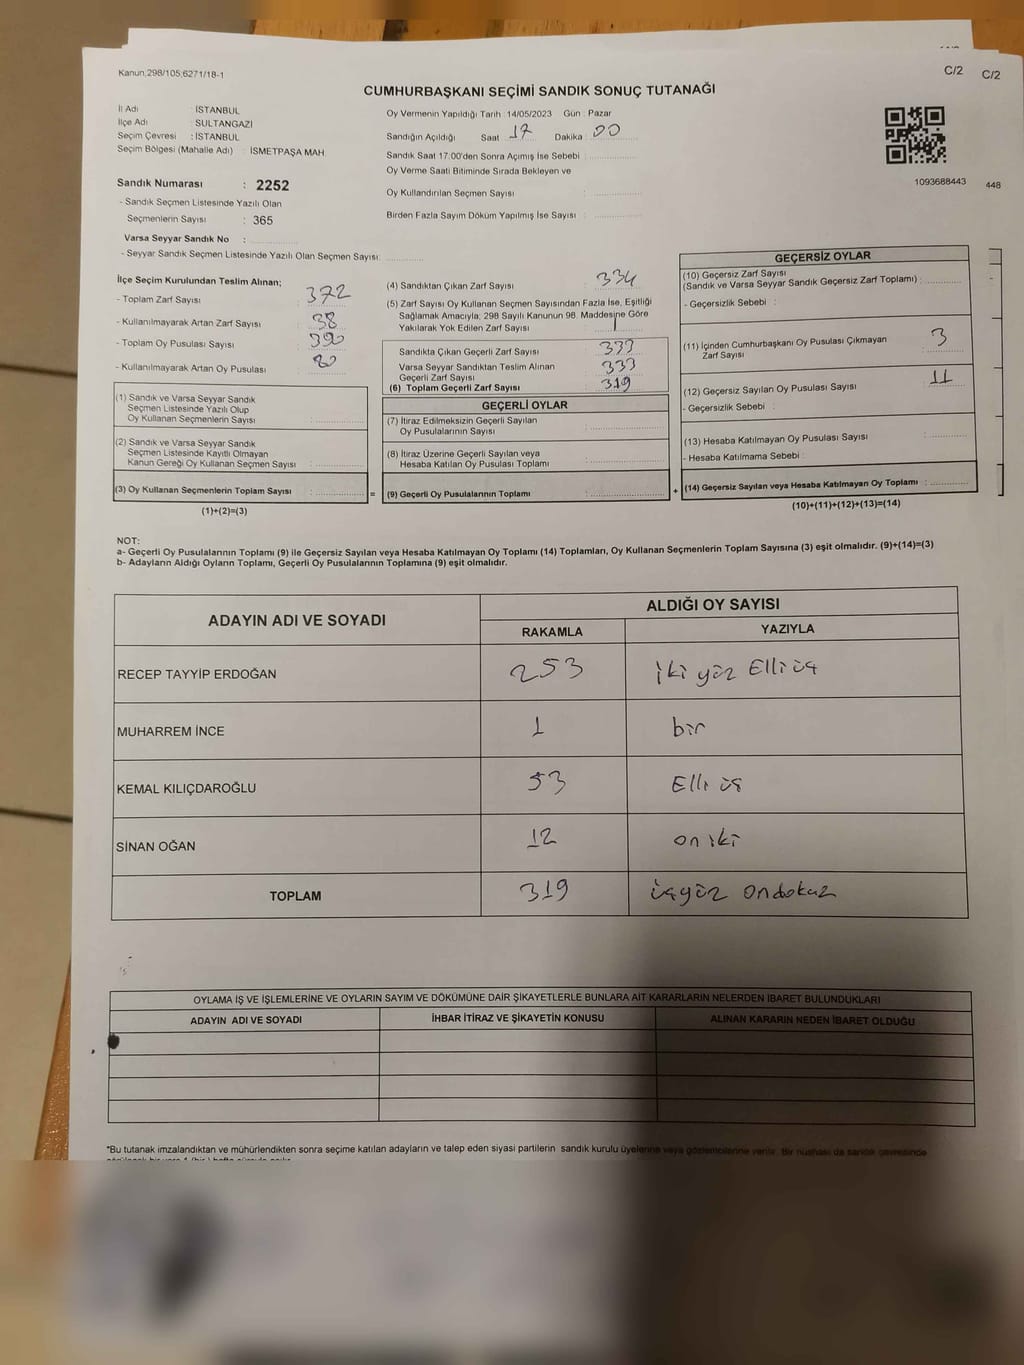 Kanun;298/105;6271/18-1
C/2
C/2
CUMHURBAŞKANI SEÇİMİ SANDIK SONUÇ TUTANAĞI
İl Adı : İSTANBUL
İlçe Adı : SULTANGAZİ
Seçim Çevresi : İSTANBUL
Seçim Bölgesi (Mahalle Adı) : İSMETPAŞA MAH.
Sandık Numarası : 2252
- Sandık Seçmen Listesinde Yazılı Olan
Seçmenlerin Sayısı : 365
Varsa Seyyar Sandık No :
- Seyyar Sandık Seçmen Listesinde Yazılı Olan Seçmen Sayısı:
Oy Vermenin Yapıldığı Tarih 14/05/2023 Gün : Pazar
Sandığın Açıldığı Saat 17 Dakika 00
Sandık Saat 17:00'den Sonra Açımış İse Sebebi :
Oy Verme Saati Bitiminde Sırada Bekleyen ve
Oy Kullandırılan Seçmen Sayısı :
Birden Fazla Sayım Döküm Yapılmış İse Sayısı :
1093688443
448
İlçe Seçim Kurulundan Teslim Alınan;
- Toplam Zarf Sayısı : 372
- Kullanılmayarak Artan Zarf Sayısı : 38
- Toplam Oy Pusulası Sayısı : 390
- Kullanılmayarak Artan Oy Pusulası : 80
(1) Sandık ve Varsa Seyyar Sandık
Seçmen Listesinde Yazılı Olup
Oy Kullanan Seçmenlerin Sayısı :
(2) Sandık ve Varsa Seyyar Sandık
Seçmen Listesinde Kayıtlı Olmayan
Kanun Gereği Oy Kullanan Seçmen Sayısı :
(3) Oy Kullanan Seçmenlerin Toplam Sayısı :
(1)+(2)=(3)
=
(4) Sandıktan Çıkan Zarf Sayısı : 334
(5) Zarf Sayısı Oy Kullanan Seçmen Sayısından Fazla İse, Eşitliği
Sağlamak Amacıyla; 298 Sayılı Kanunun 98. Maddesine Göre
Yakılarak Yok Edilen Zarf Sayısı : 1
Sandıkta Çıkan Geçerli Zarf Sayısı : 333
Varsa Seyyar Sandıktan Teslim Alınan
Geçerli Zarf Sayısı : 333
(6) Toplam Geçerli Zarf Sayısı : 319
GEÇERLİ OYLAR
(7) İtiraz Edilmeksizin Geçerli Sayılan
Oy Pusulalarının Sayısı :
(8) İtiraz Üzerine Geçerli Sayılan veya
Hesaba Katılan Oy Pusulası Toplamı :
(9) Geçerli Oy Pusulalarının Toplamı :
+
GEÇERSİZ OYLAR
(10) Geçersiz Zarf Sayısı
(Sandık ve Varsa Seyyar Sandık Geçersiz Zarf Toplamı) :
- Geçersizlik Sebebi :
(11) İçinden Cumhurbaşkanı Oy Pusulası Çıkmayan
Zarf Sayısı : 3
(12) Geçersiz Sayılan Oy Pusulası Sayısı : 11
- Geçersizlik Sebebi :
(13) Hesaba Katılmayan Oy Pusulası Sayısı :
- Hesaba Katılmama Sebebi :
(14) Geçersiz Sayılan veya Hesaba Katılmayan Oy Toplamı :
(10)+(11)+(12)+(13)=(14)
NOT:
a- Geçerli Oy Pusulalarının Toplamı (9) ile Geçersiz Sayılan veya Hesaba Katılmayan Oy Toplamı (14) Toplamları, Oy Kullanan Seçmenlerin Toplam Sayısına (3) eşit olmalıdır. (9)+(14)=(3)
b- Adayların Aldığı Oyların Toplamı, Geçerli Oy Pusulalarının Toplamına (9) eşit olmalıdır.
ADAYIN ADI VE SOYADI
ALDIĞI OY SAYISI
RAKAMLA YAZIYLA
RECEP TAYYİP ERDOĞAN 253 iki yüz Elli üç
MUHARREM İNCE 1 bir
KEMAL KILIÇDAROĞLU 53 Elli üç
SİNAN OĞAN 12 on iki
TOPLAM 319 üçyüz ondokuz
OYLAMA İŞ VE İŞLEMLERİNE VE OYLARIN SAYIM VE DÖKÜMÜNE DAİR ŞİKAYETLERLE BUNLARA AİT KARARLARIN NELERDEN İBARET BULUNDUKLARI
ADAYIN ADI VE SOYADI İHBAR İTİRAZ VE ŞİKAYETİN KONUSU ALINAN KARARIN NEDEN İBARET OLDUĞU
*Bu tutanak imzalandıktan ve mühürlendikten sonra seçime katılan adayların ve talep eden siyasi partilerin sandık kurulu üyelerine veya gözlemcilerine verilir. Bir nüshası da sandık çevresinde